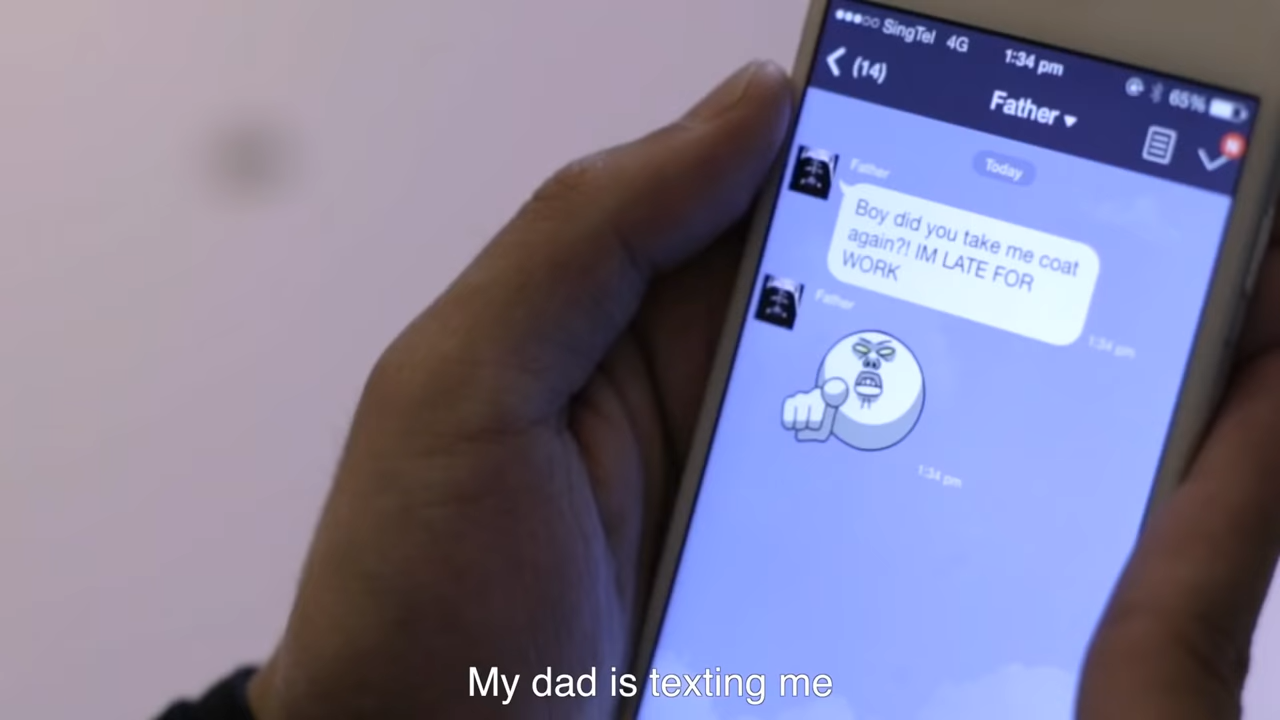 SingTel 4G 1:34 pm 65%
(14) Father
N
Today
Father
Boy did you take me coat
again?! IM LATE FOR
WORK
1:34 pm
Father
1:34 pm
My dad is texting me